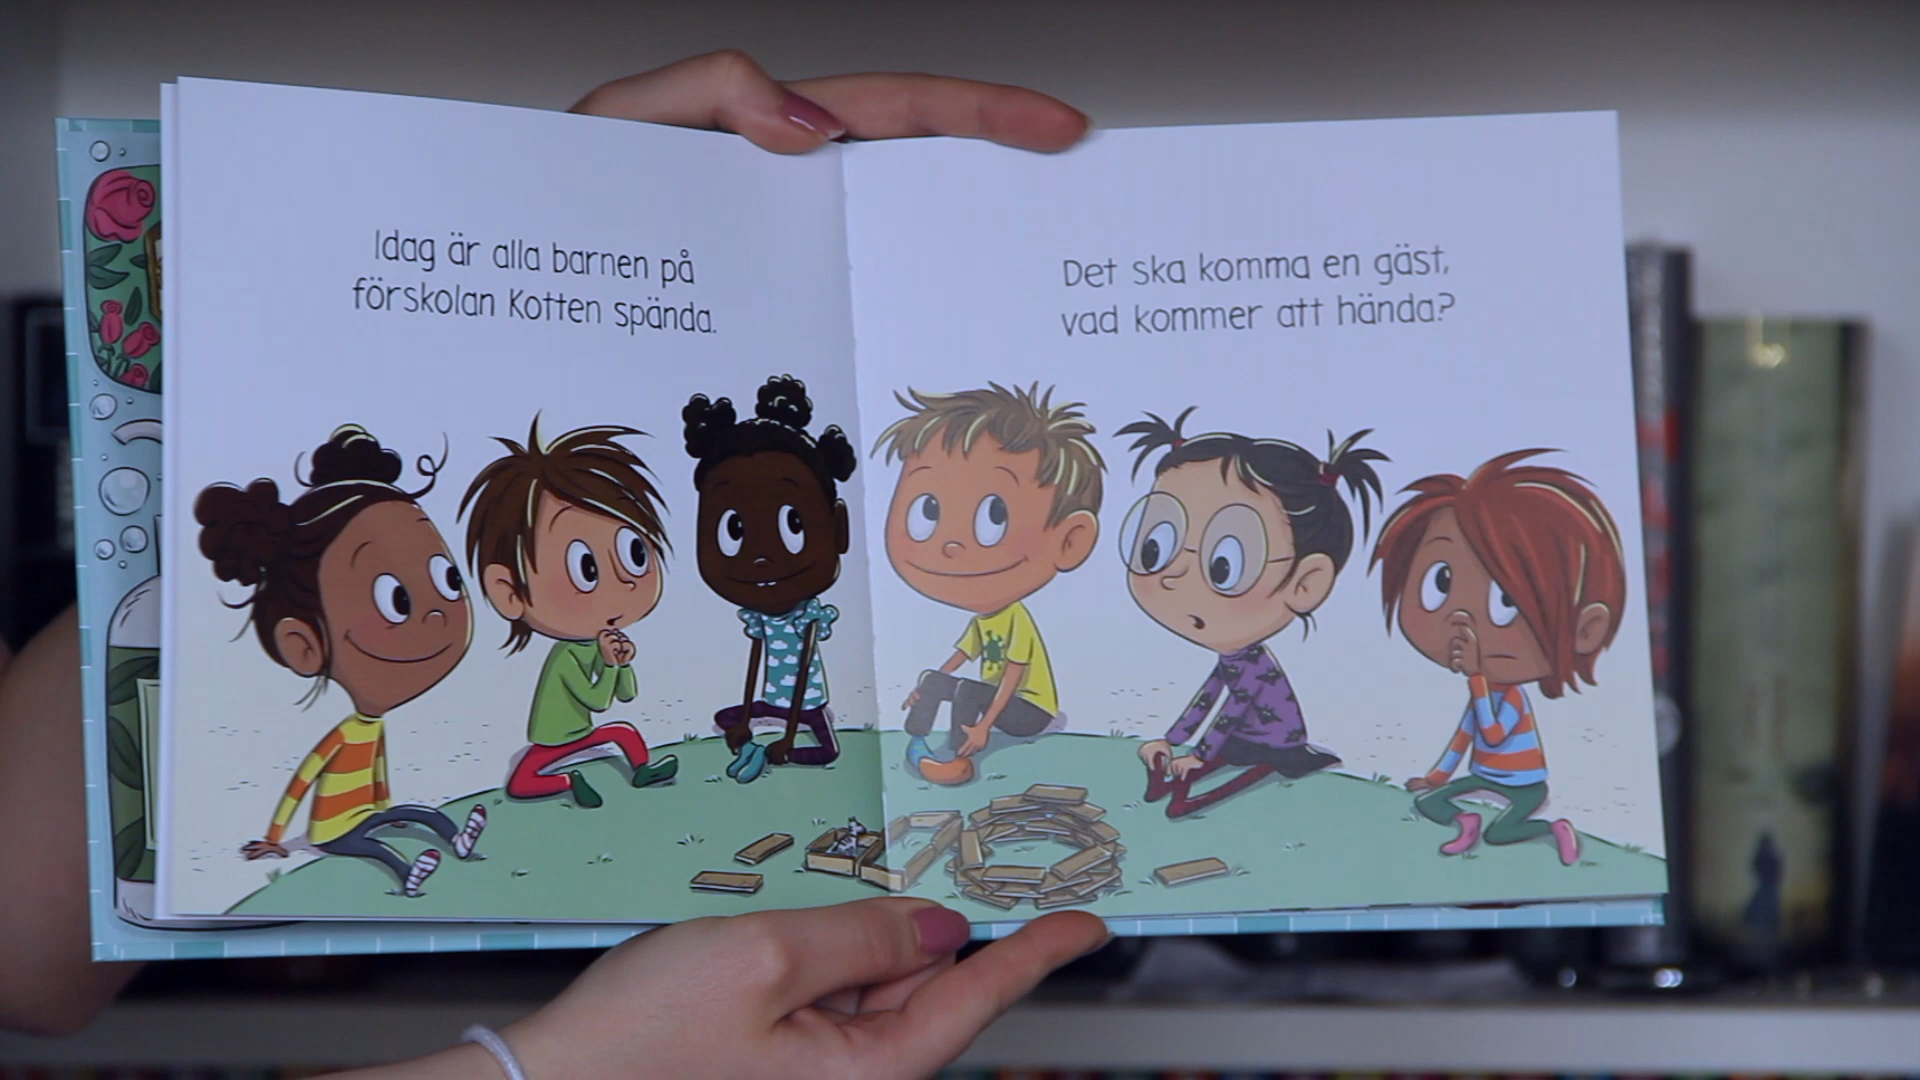 Idag är alla barnen på
förskolan Kotten spända.
Det ska komma en gäst,
vad kommer att hända?